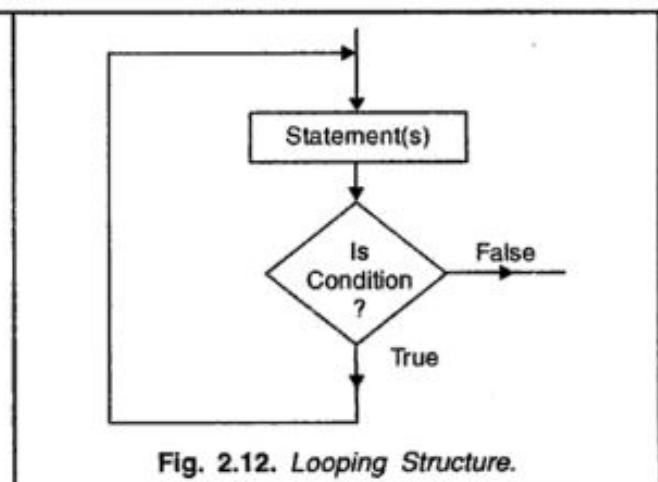 Statement(s)
Is
Condition
?
False
True
Fig. 2.12. Looping Structure.